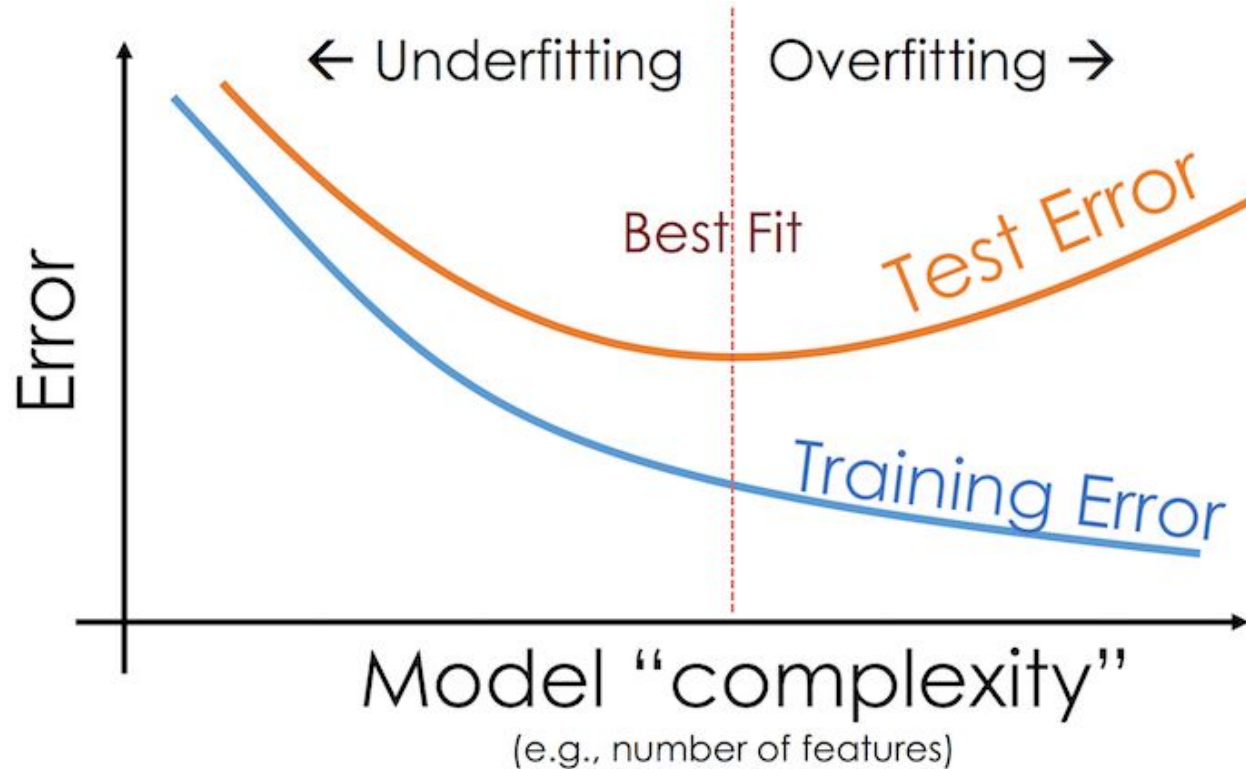 ← Underfitting
Overfitting →
Best Fit
Test Error
Error
Training Error
Model “complexity”
(e.g., number of features)